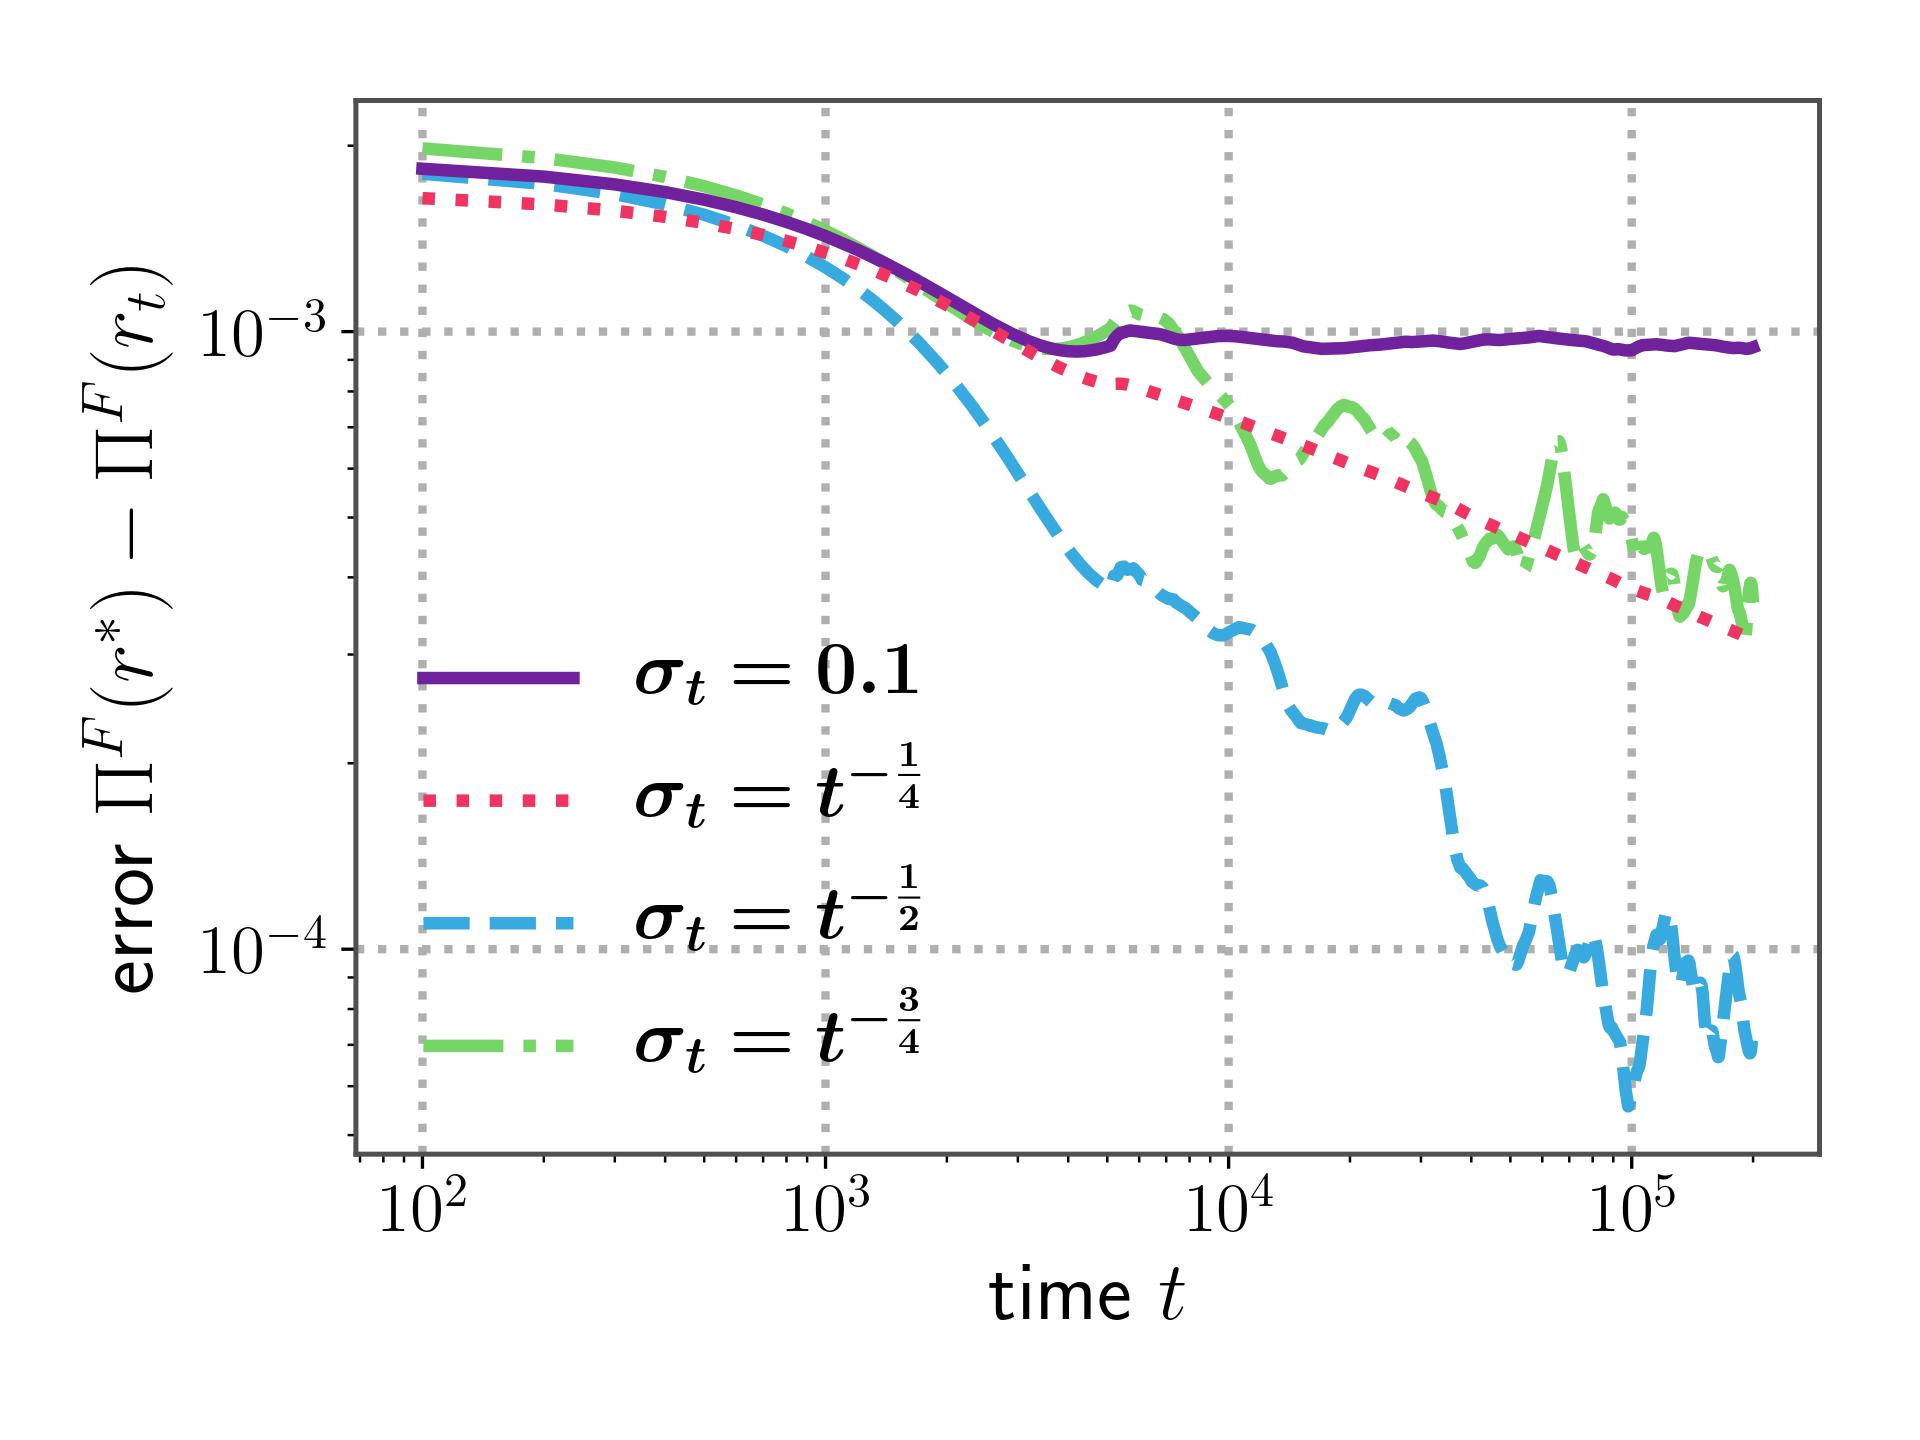 error Π^F(r*) − Π^F(r_t)
10^−3
10^−4
σ_t = 0.1
σ_t = t^−1/4
σ_t = t^−1/2
σ_t = t^−3/4
10^2 10^3 10^4 10^5
time t